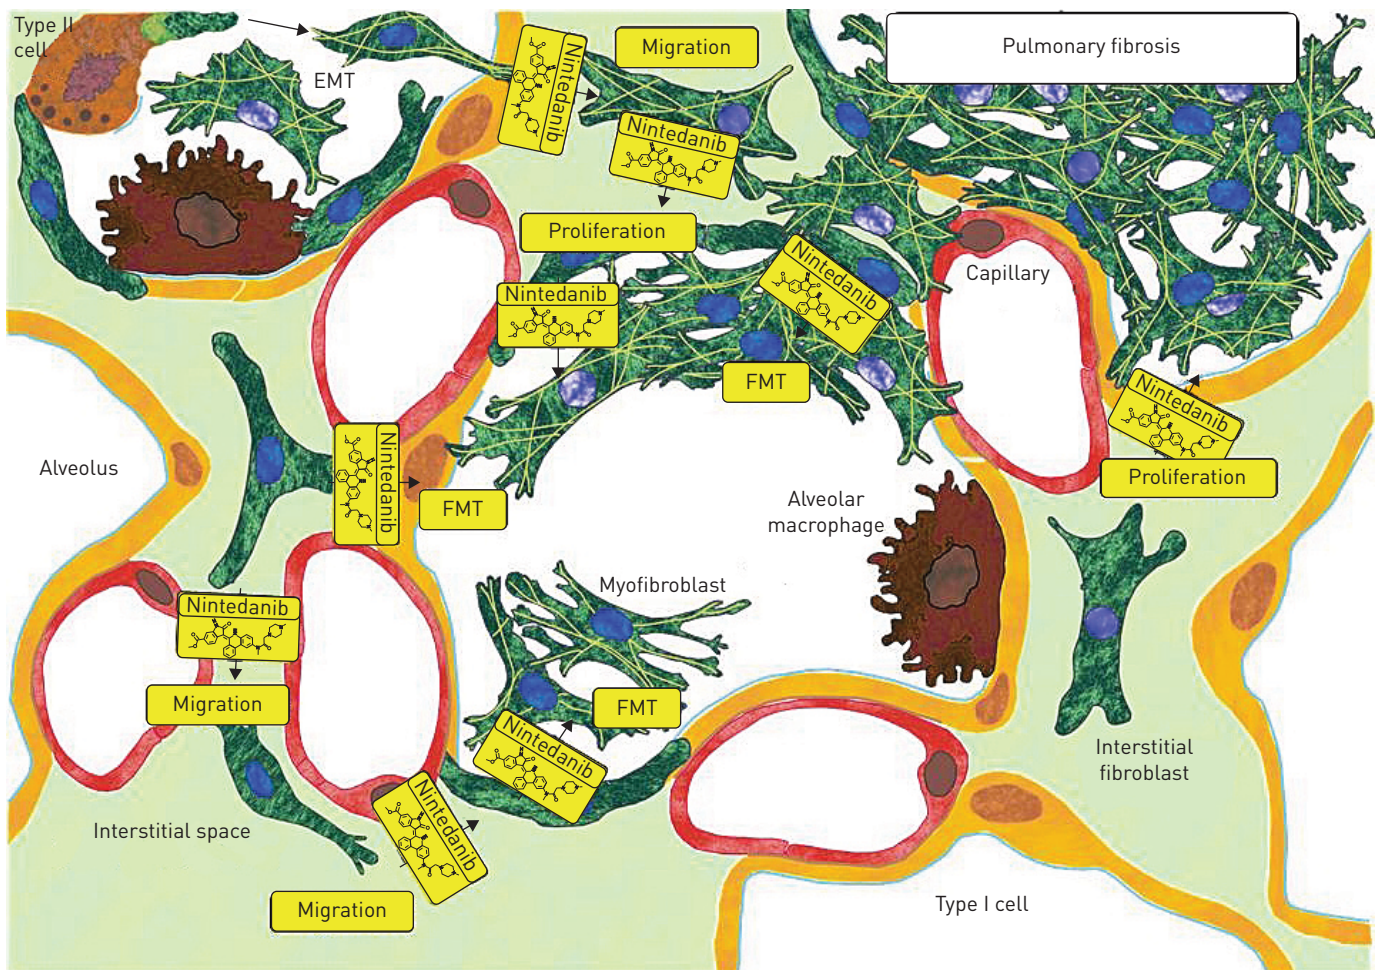 Type II
cell
EMT
Migration
Pulmonary fibrosis
Nintedanib
Nintedanib
Proliferation
Nintedanib
Nintedanib
Capillary
FMT
Nintedanib
Proliferation
Alveolus
Nintedanib
FMT
Alveolar
macrophage
Myofibroblast
Nintedanib
Migration
FMT
Nintedanib
Interstitial
fibroblast
Interstitial space
Nintedanib
Migration
Type I cell